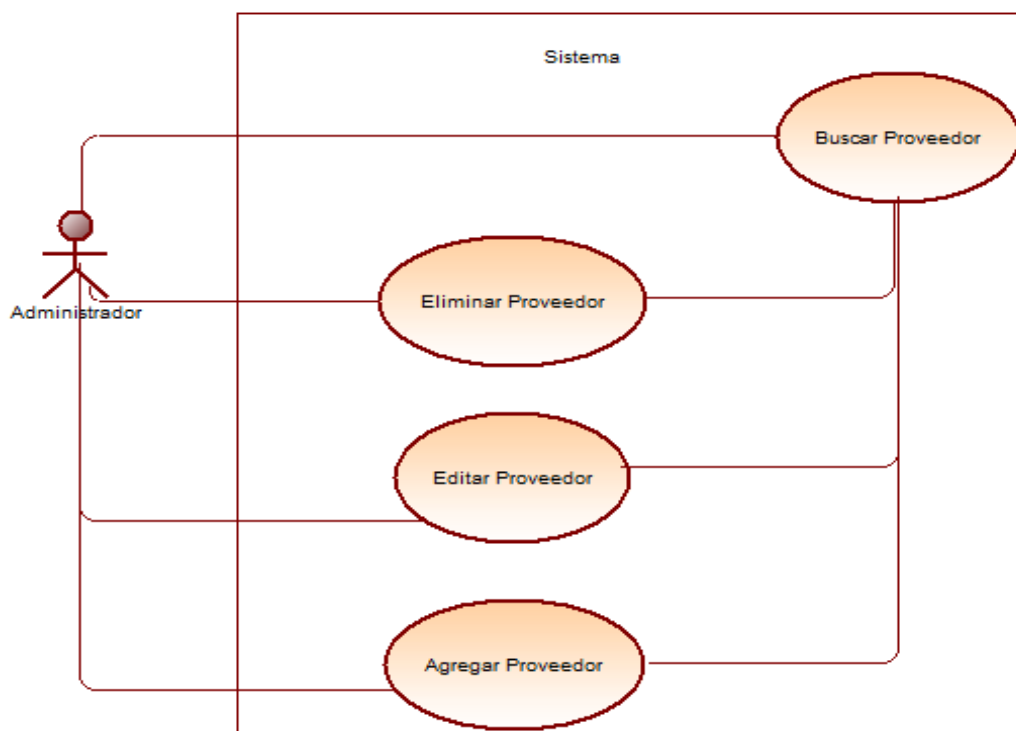 Sistema
Buscar Proveedor
Administrador
Eliminar Proveedor
Editar Proveedor
Agregar Proveedor